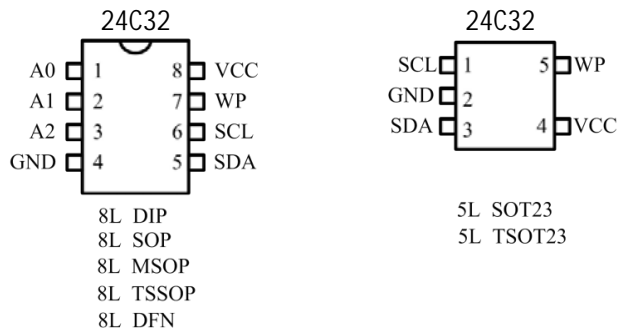 24C32
A0 1 8 VCC
A1 2 7 WP
A2 3 6 SCL
GND 4 5 SDA
8L DIP
8L SOP
8L MSOP
8L TSSOP
8L DFN
24C32
SCL 1 5 WP
GND 2
SDA 3 4 VCC
5L SOT23
5L TSOT23